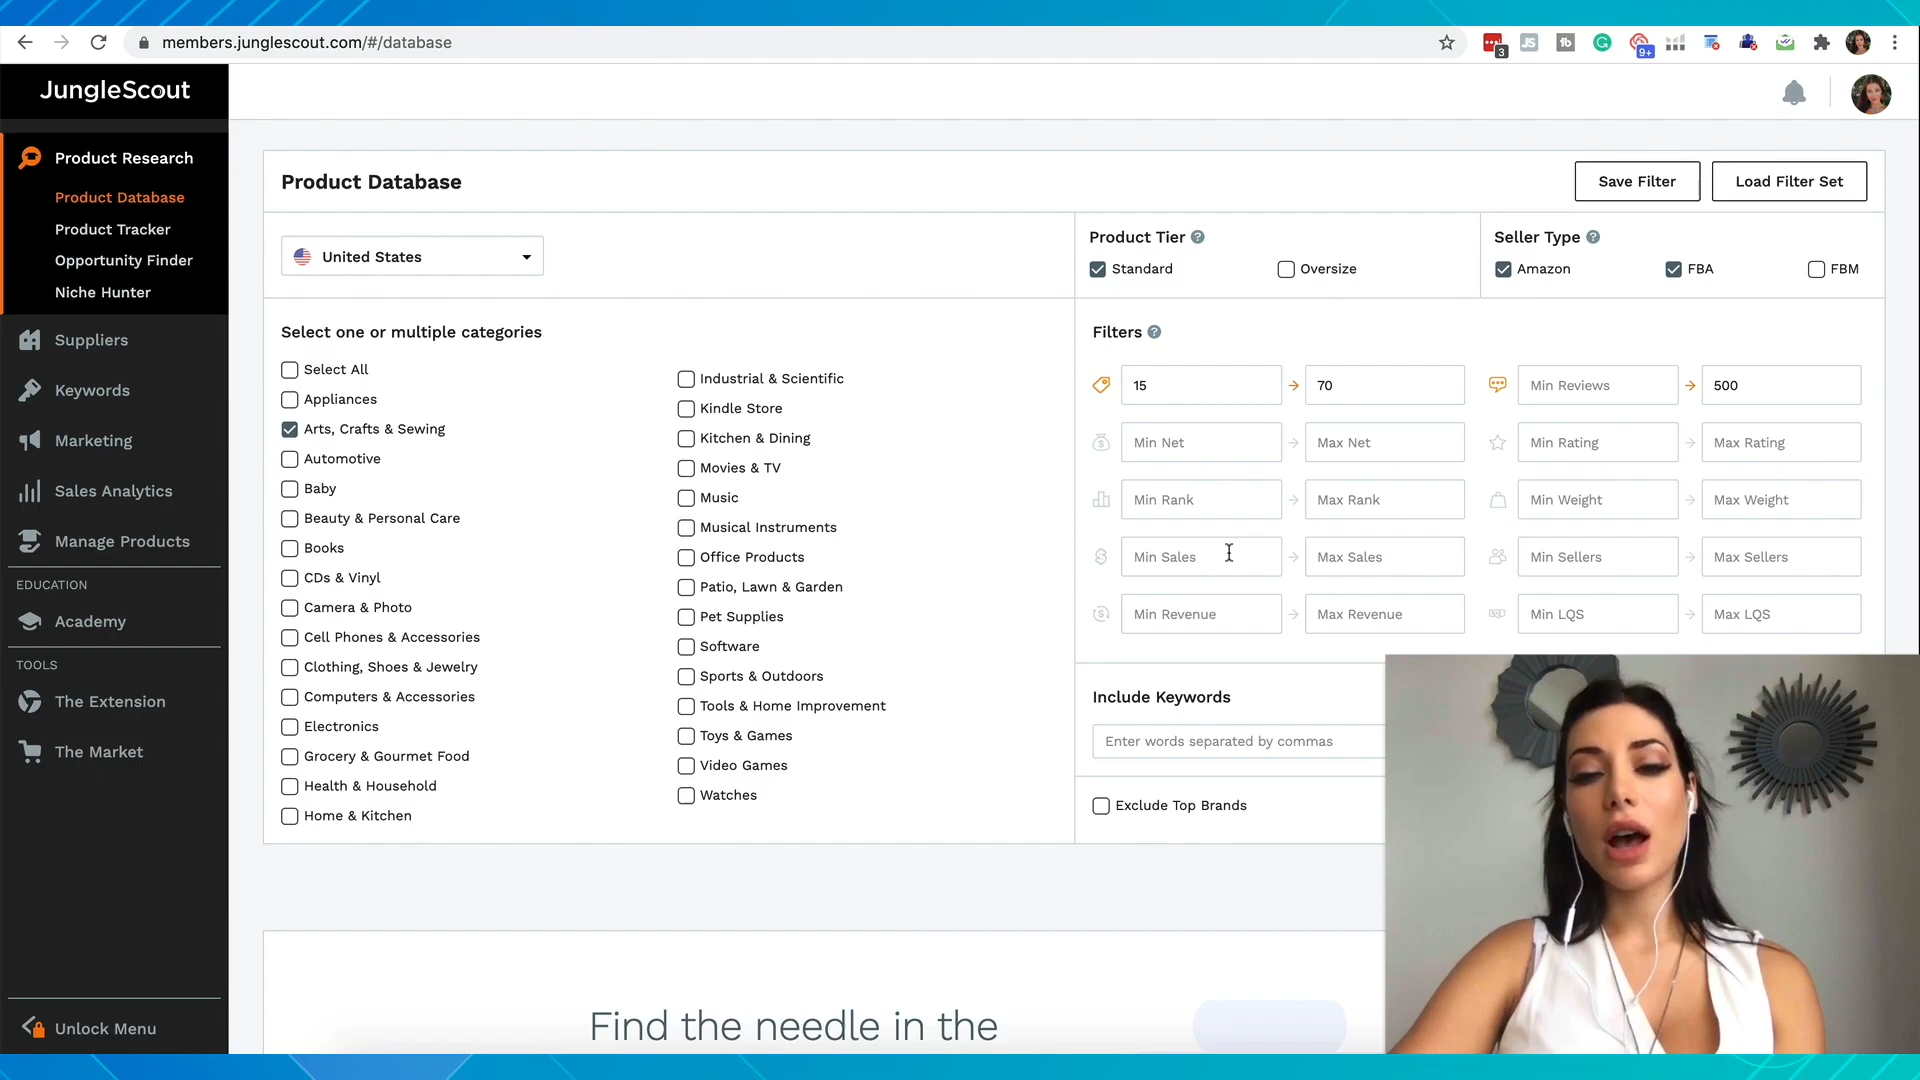 members.junglescout.com/#/database
3
JS
tb
G
9+
JungleScout
Product Research
Product Database
Product Tracker
Opportunity Finder
Niche Hunter
Suppliers
Keywords
Marketing
Sales Analytics
Manage Products
EDUCATION
Academy
TOOLS
The Extension
The Market
Unlock Menu
Product Database
Save Filter
Load Filter Set
United States
Product Tier ?
Standard
Oversize
Seller Type ?
Amazon
FBA
FBM
Select one or multiple categories
Select All
Appliances
Arts, Crafts & Sewing
Automotive
Baby
Beauty & Personal Care
Books
CDs & Vinyl
Camera & Photo
Cell Phones & Accessories
Clothing, Shoes & Jewelry
Computers & Accessories
Electronics
Grocery & Gourmet Food
Health & Household
Home & Kitchen
Industrial & Scientific
Kindle Store
Kitchen & Dining
Movies & TV
Music
Musical Instruments
Office Products
Patio, Lawn & Garden
Pet Supplies
Software
Sports & Outdoors
Tools & Home Improvement
Toys & Games
Video Games
Watches
Filters ?
15
70
Min Reviews
500
Min Net
Max Net
Min Rating
Max Rating
Min Rank
Max Rank
Min Weight
Max Weight
Min Sales
Max Sales
Min Sellers
Max Sellers
Min Revenue
Max Revenue
Min LQS
Max LQS
Include Keywords
Enter words separated by commas
Exclude Top Brands
Find the needle in the